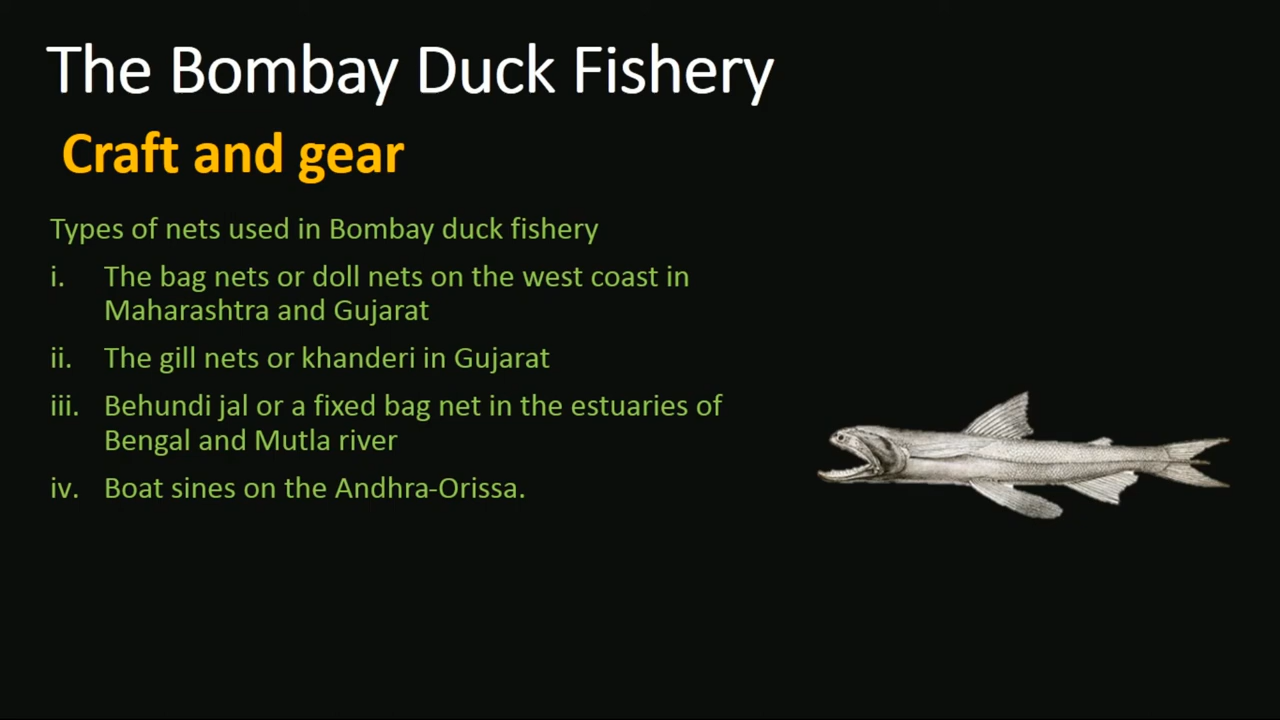 The Bombay Duck Fishery
Craft and gear
Types of nets used in Bombay duck fishery
i. The bag nets or doll nets on the west coast in
Maharashtra and Gujarat
ii. The gill nets or khanderi in Gujarat
iii. Behundi jal or a fixed bag net in the estuaries of
Bengal and Mutla river
iv. Boat sines on the Andhra-Orissa.